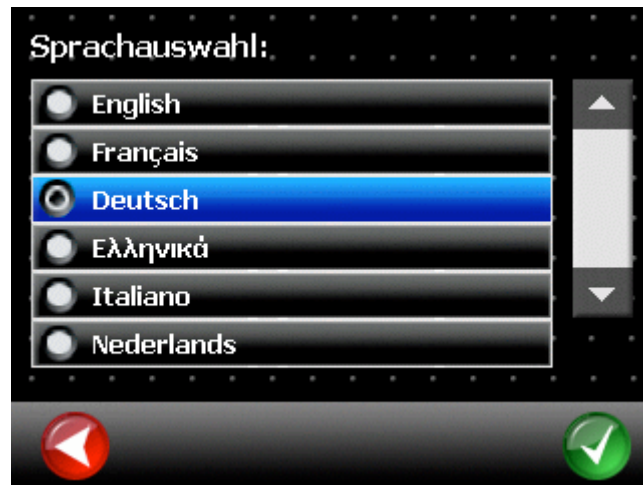 Sprachauswahl:
English
Français
Deutsch
Ελληνικά
Italiano
Nederlands